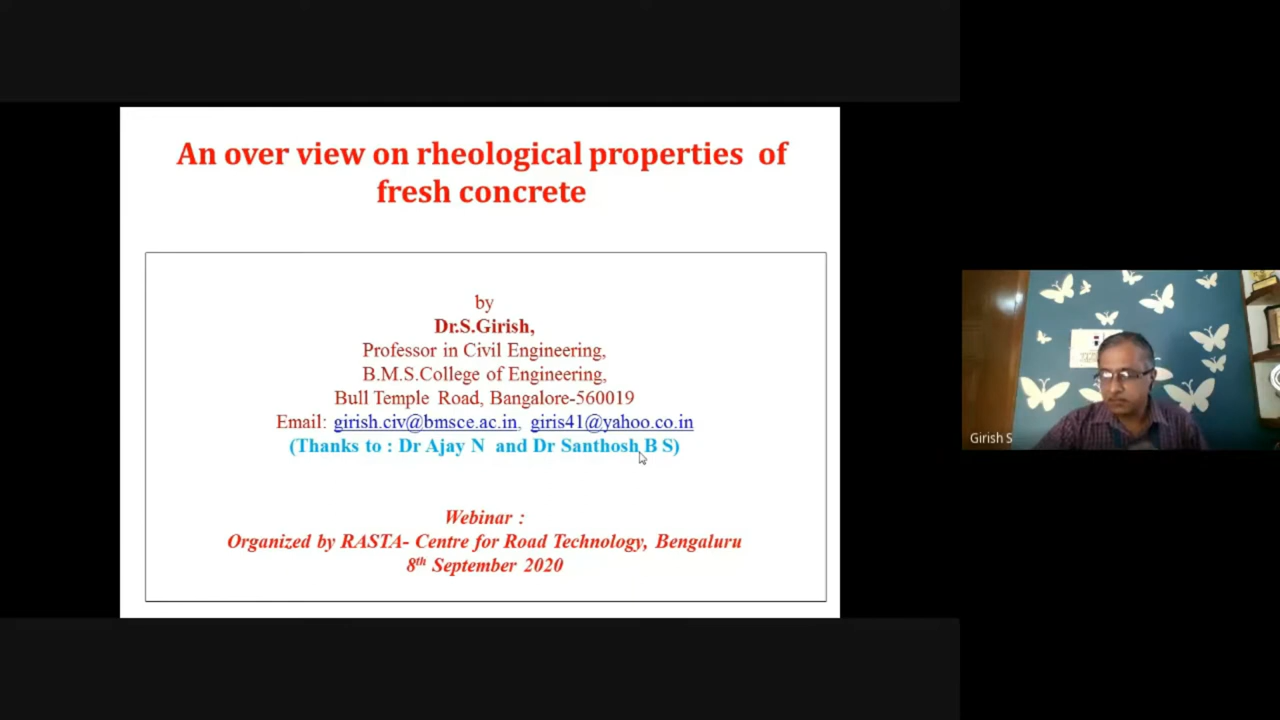 An over view on rheological properties of
fresh concrete
by
Dr.S.Girish,
Professor in Civil Engineering,
B.M.S.College of Engineering,
Bull Temple Road, Bangalore-560019
Email: girish.civ@bmsce.ac.in, giris41@yahoo.co.in
(Thanks to : Dr Ajay N and Dr Santhosh B S)
Webinar :
Organized by RASTA- Centre for Road Technology, Bengaluru
8th September 2020
Girish S